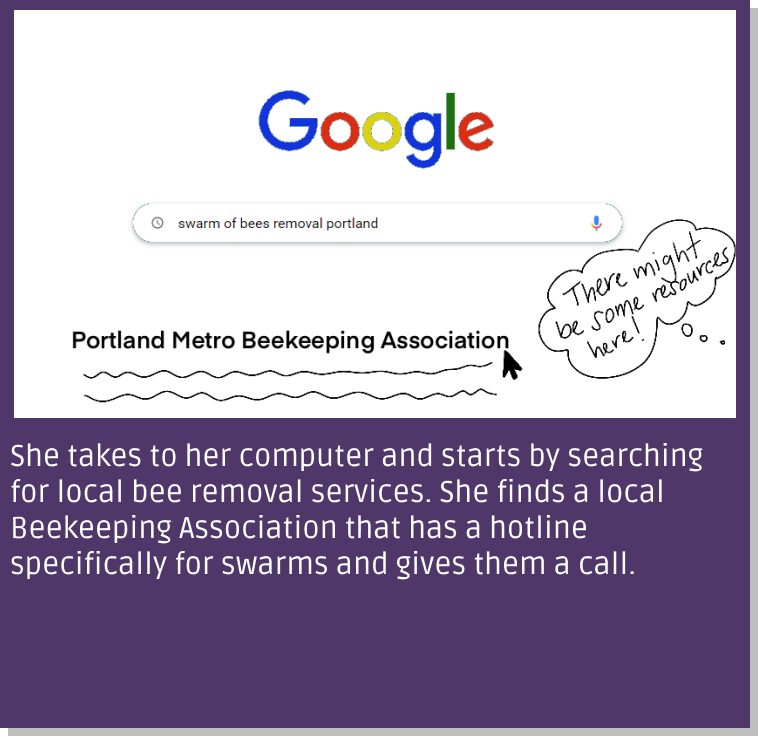 Google
swarm of bees removal portland
There might
be some resources
here!
Portland Metro Beekeeping Association
She takes to her computer and starts by searching
for local bee removal services. She finds a local
Beekeeping Association that has a hotline
specifically for swarms and gives them a call.